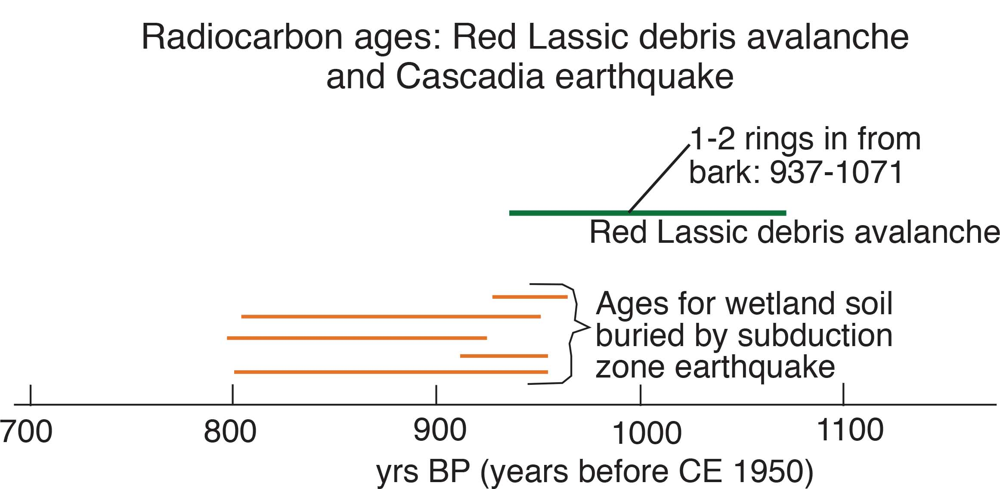 Radiocarbon ages: Red Lassic debris avalanche
and Cascadia earthquake
1-2 rings in from
bark: 937-1071
Red Lassic debris avalanche
Ages for wetland soil
buried by subduction
zone earthquake
700 800 900 1000 1100
yrs BP (years before CE 1950)